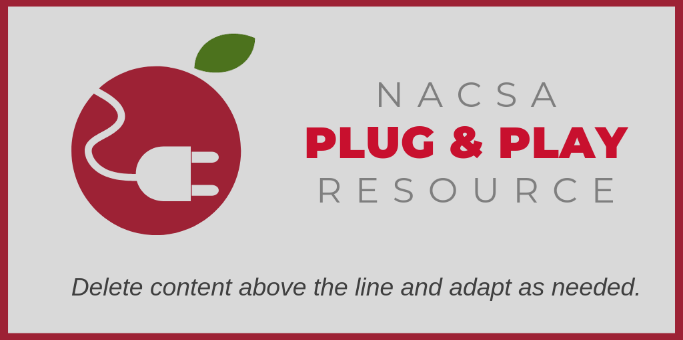 NACSA
PLUG & PLAY
RESOURCE
Delete content above the line and adapt as needed.